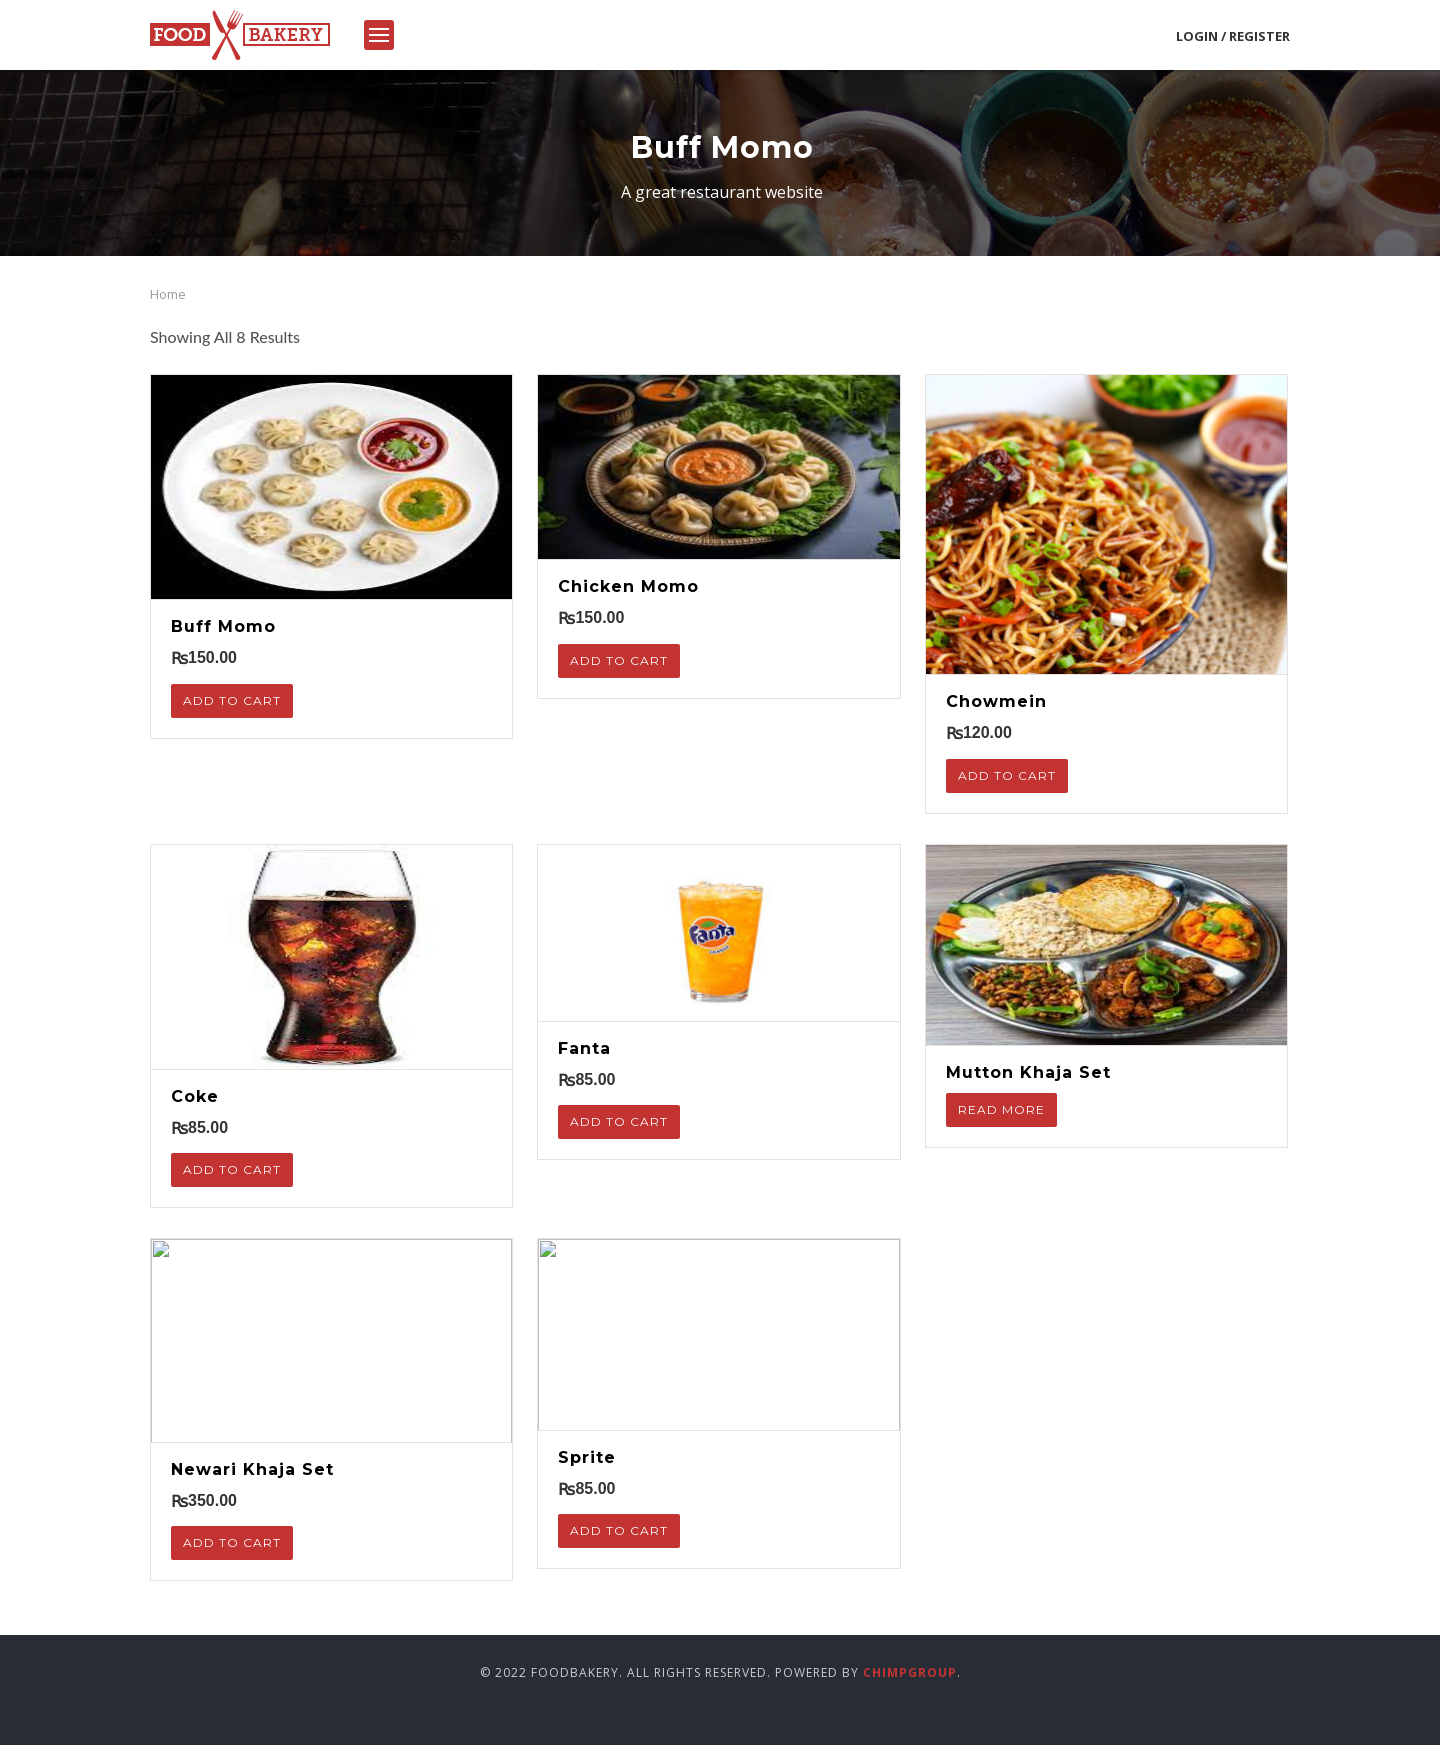 FOOD BAKERY
LOGIN / REGISTER
Buff Momo
A great restaurant website
Home
Showing All 8 Results
Buff Momo
₨150.00
ADD TO CART
Chicken Momo
₨150.00
ADD TO CART
Chowmein
₨120.00
ADD TO CART
Coke
₨85.00
ADD TO CART
Fanta
Fanta
₨85.00
ADD TO CART
Mutton Khaja Set
READ MORE
Newari Khaja Set
₨350.00
ADD TO CART
Sprite
₨85.00
ADD TO CART
© 2022 FOODBAKERY. ALL RIGHTS RESERVED. POWERED BY CHIMPGROUP.